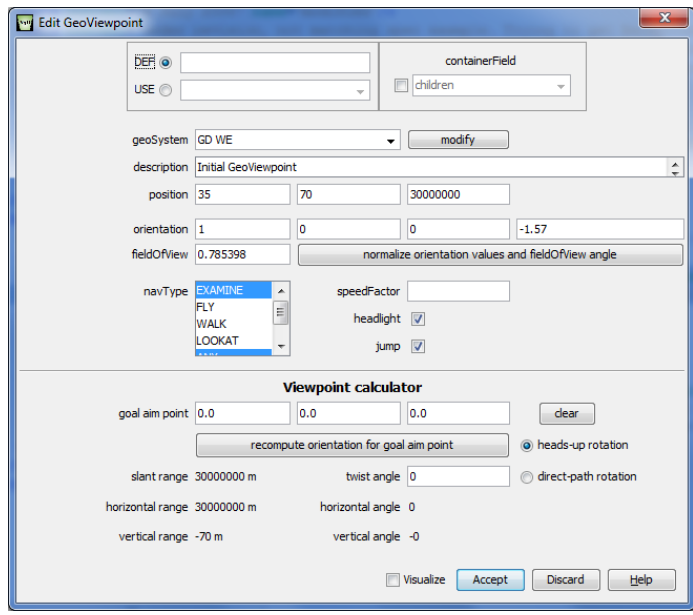 Edit GeoViewpoint
DEF
containerField
USE
children
geoSystem GD WE modify
description Initial GeoViewpoint
position 35 70 30000000
orientation 1 0 0 -1.57
fieldOfView 0.785398 normalize orientation values and fieldOfView angle
navType EXAMINE speedFactor
FLY
WALK headlight
LOOKAT
ANY jump
Viewpoint calculator
goal aim point 0.0 0.0 0.0 clear
recompute orientation for goal aim point heads-up rotation
slant range 30000000 m twist angle 0 direct-path rotation
horizontal range 30000000 m horizontal angle 0
vertical range -70 m vertical angle -0
Visualize Accept Discard Help